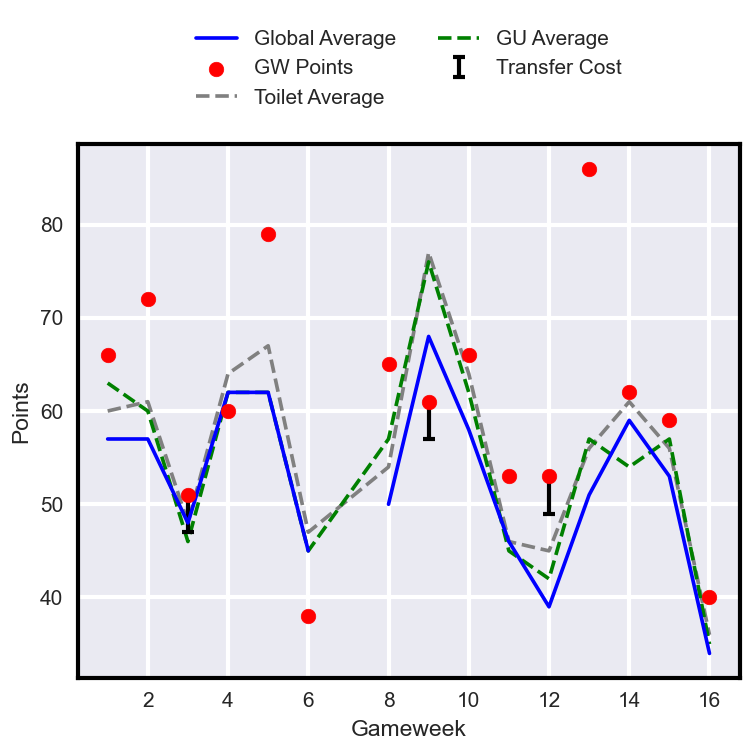 Global Average
GW Points
Toilet Average
GU Average
Transfer Cost
80
70
60
50
40
Points
2 4 6 8 10 12 14 16
Gameweek